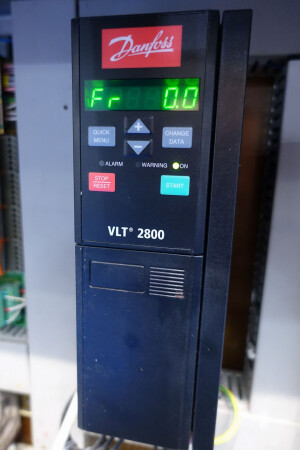 Danfoss
Fr 0.0
QUICK MENU
+
CHANGE DATA
-
ALARM WARNING ON
STOP RESET
START
VLT® 2800